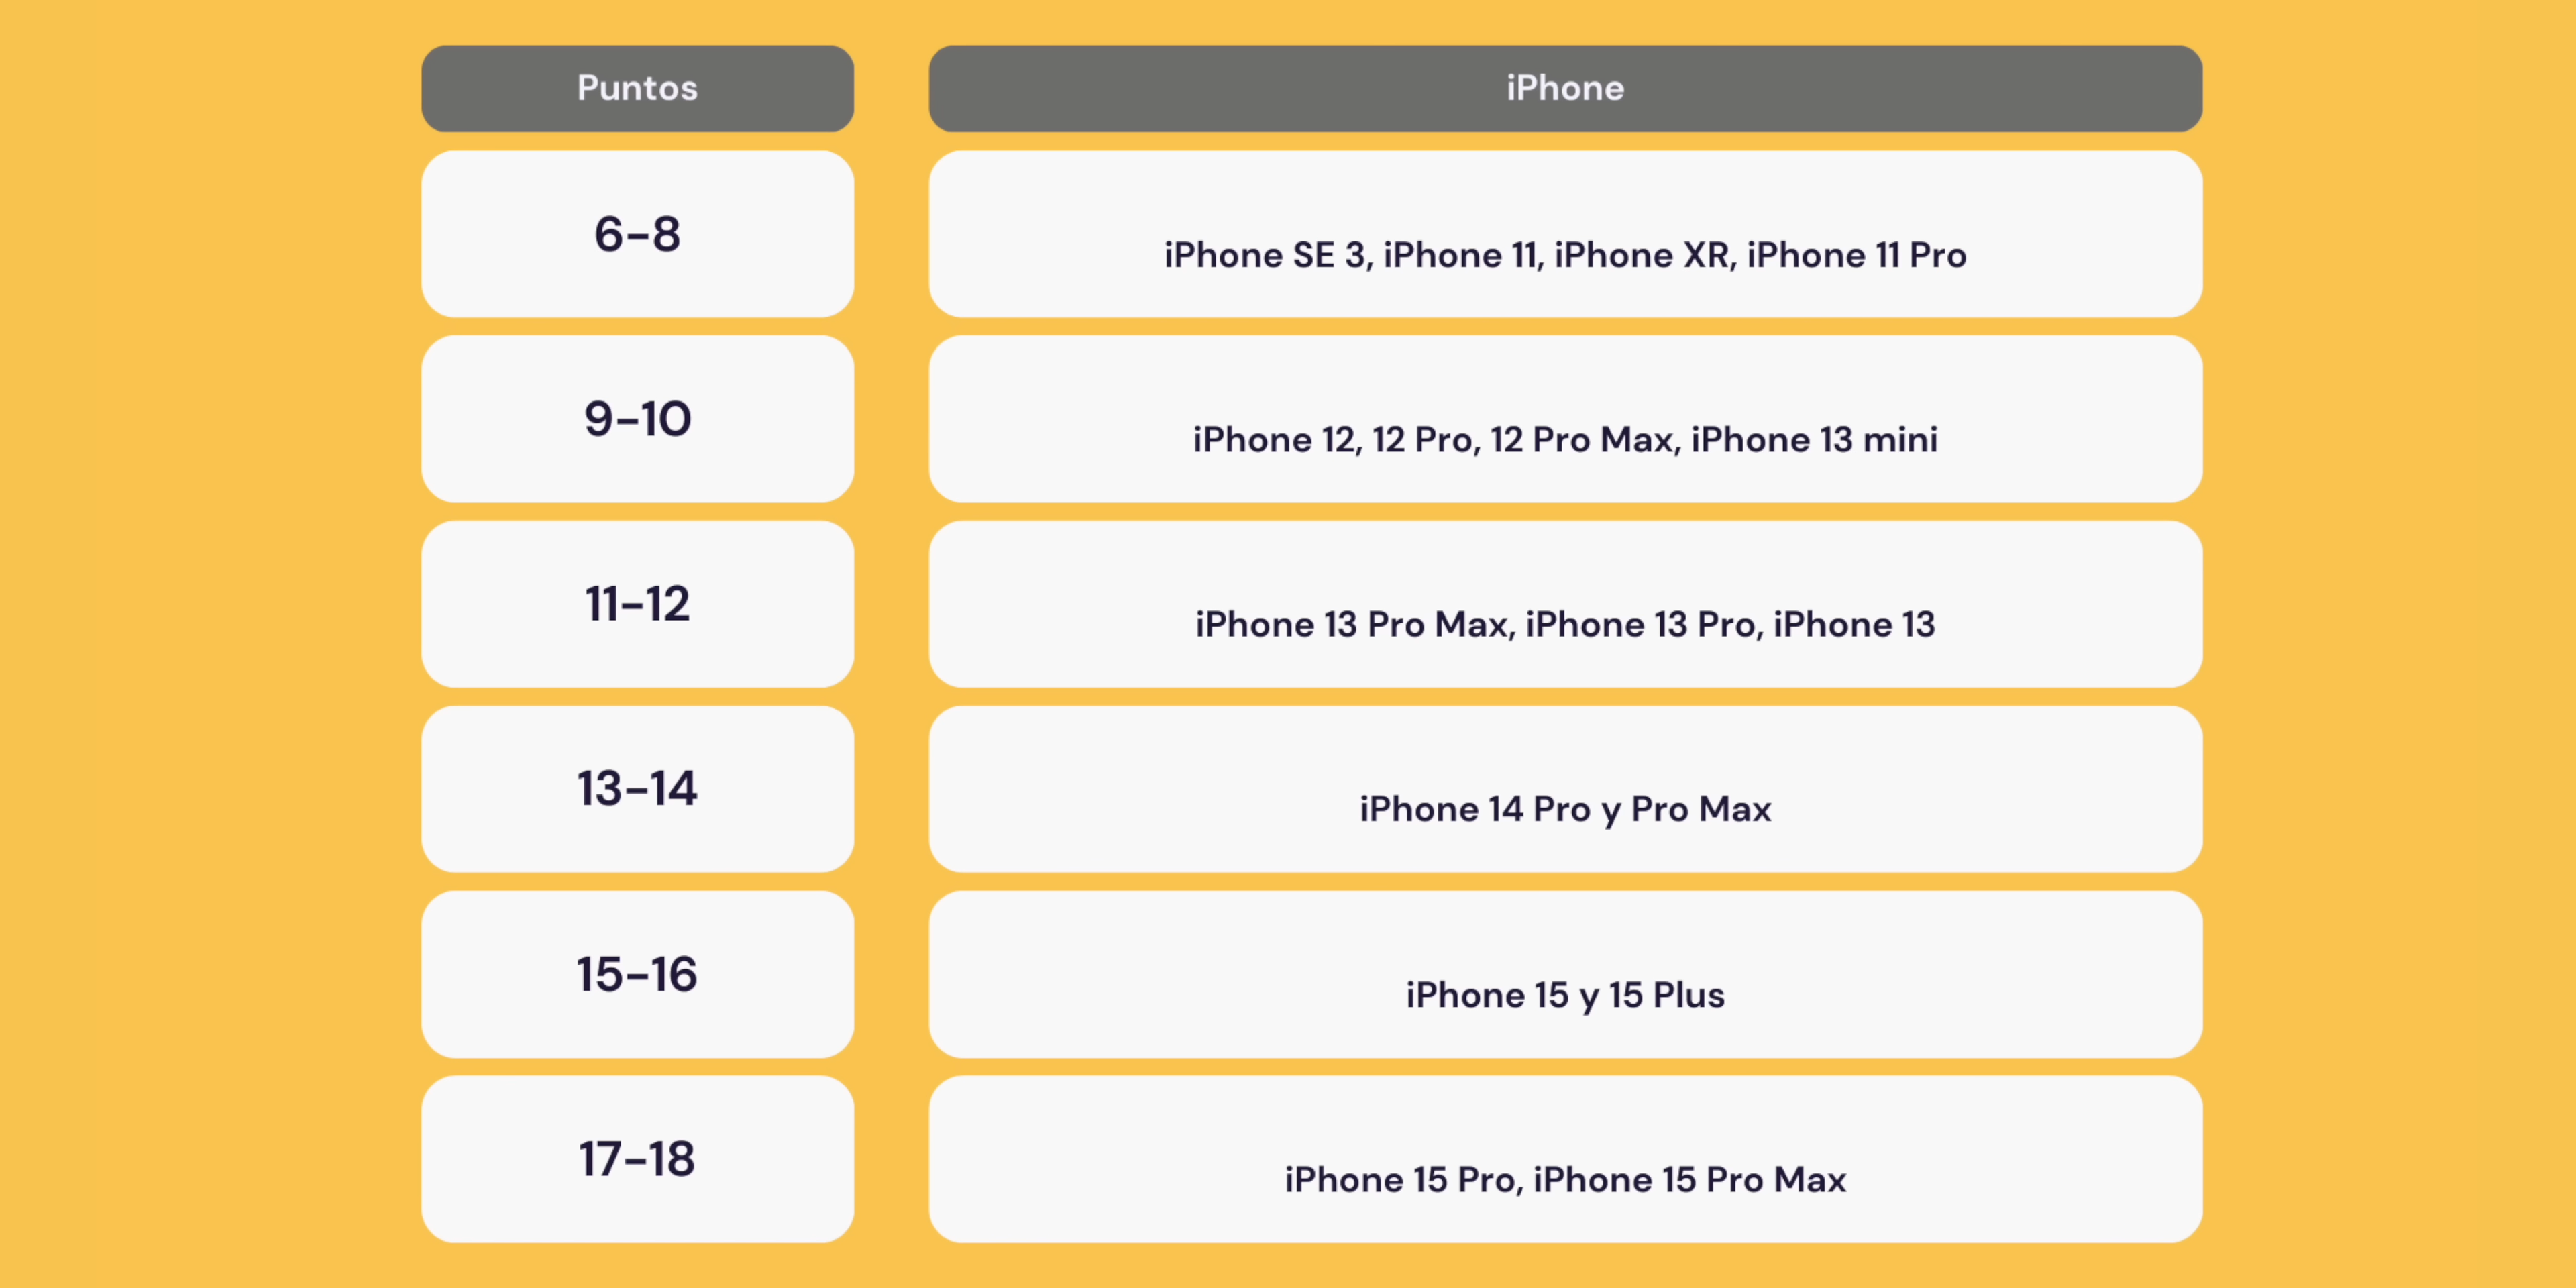 Puntos iPhone
6-8 iPhone SE 3, iPhone 11, iPhone XR, iPhone 11 Pro
9-10 iPhone 12, 12 Pro, 12 Pro Max, iPhone 13 mini
11-12 iPhone 13 Pro Max, iPhone 13 Pro, iPhone 13
13-14 iPhone 14 Pro y Pro Max
15-16 iPhone 15 y 15 Plus
17-18 iPhone 15 Pro, iPhone 15 Pro Max